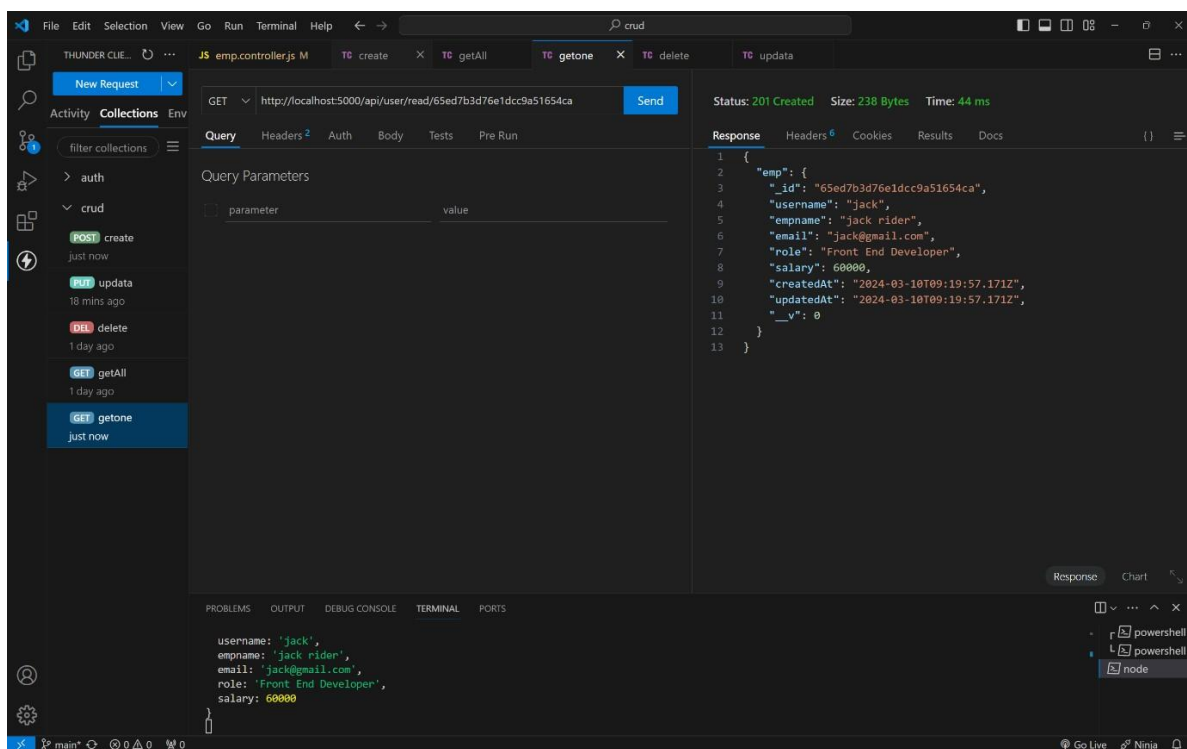 File Edit Selection View Go Run Terminal Help ← → crud
THUNDER CLIE... ···
JS emp.controller.js M TC create × TC getAll TC getone × TC delete TC updata ···
New Request
Activity Collections Env
filter collections
> auth
crud
POST create
just now
PUT updata
18 mins ago
DEL delete
1 day ago
GET getAll
1 day ago
GET getone
just now
1
GET http://localhost:5000/api/user/read/65ed7b3d76e1dcc9a51654ca Send
Query Headers 2 Auth Body Tests Pre Run
Query Parameters
parameter value
Status: 201 Created Size: 238 Bytes Time: 44 ms
Response Headers 6 Cookies Results Docs {}
1 {
2 "emp": {
3 "_id": "65ed7b3d76e1dcc9a51654ca",
4 "username": "jack",
5 "empname": "jack rider",
6 "email": "jack@gmail.com",
7 "role": "Front End Developer",
8 "salary": 60000,
9 "createdAt": "2024-03-10T09:19:57.171Z",
10 "updatedAt": "2024-03-10T09:19:57.171Z",
11 "__v": 0
12 }
13 }
Response Chart
PROBLEMS OUTPUT DEBUG CONSOLE TERMINAL PORTS ···
username: 'jack',
empname: 'jack rider',
email: 'jack@gmail.com',
role: 'Front End Developer',
salary: 60000
}
powershell
powershell
node
main* 0 0 0 Go Live Ninja